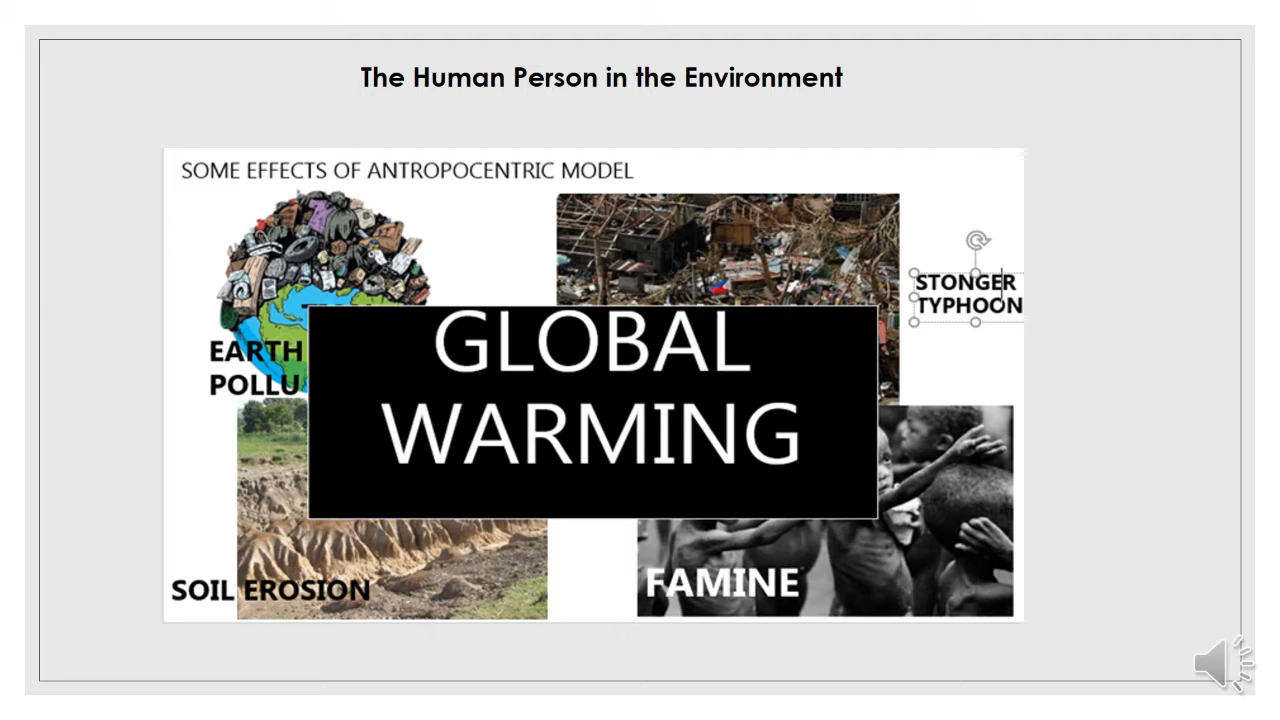 The Human Person in the Environment
SOME EFFECTS OF ANTROPOCENTRIC MODEL
STONGER
TYPHOON
GLOBAL
WARMING
EARTH
POLLU
SOIL EROSION
FAMINE